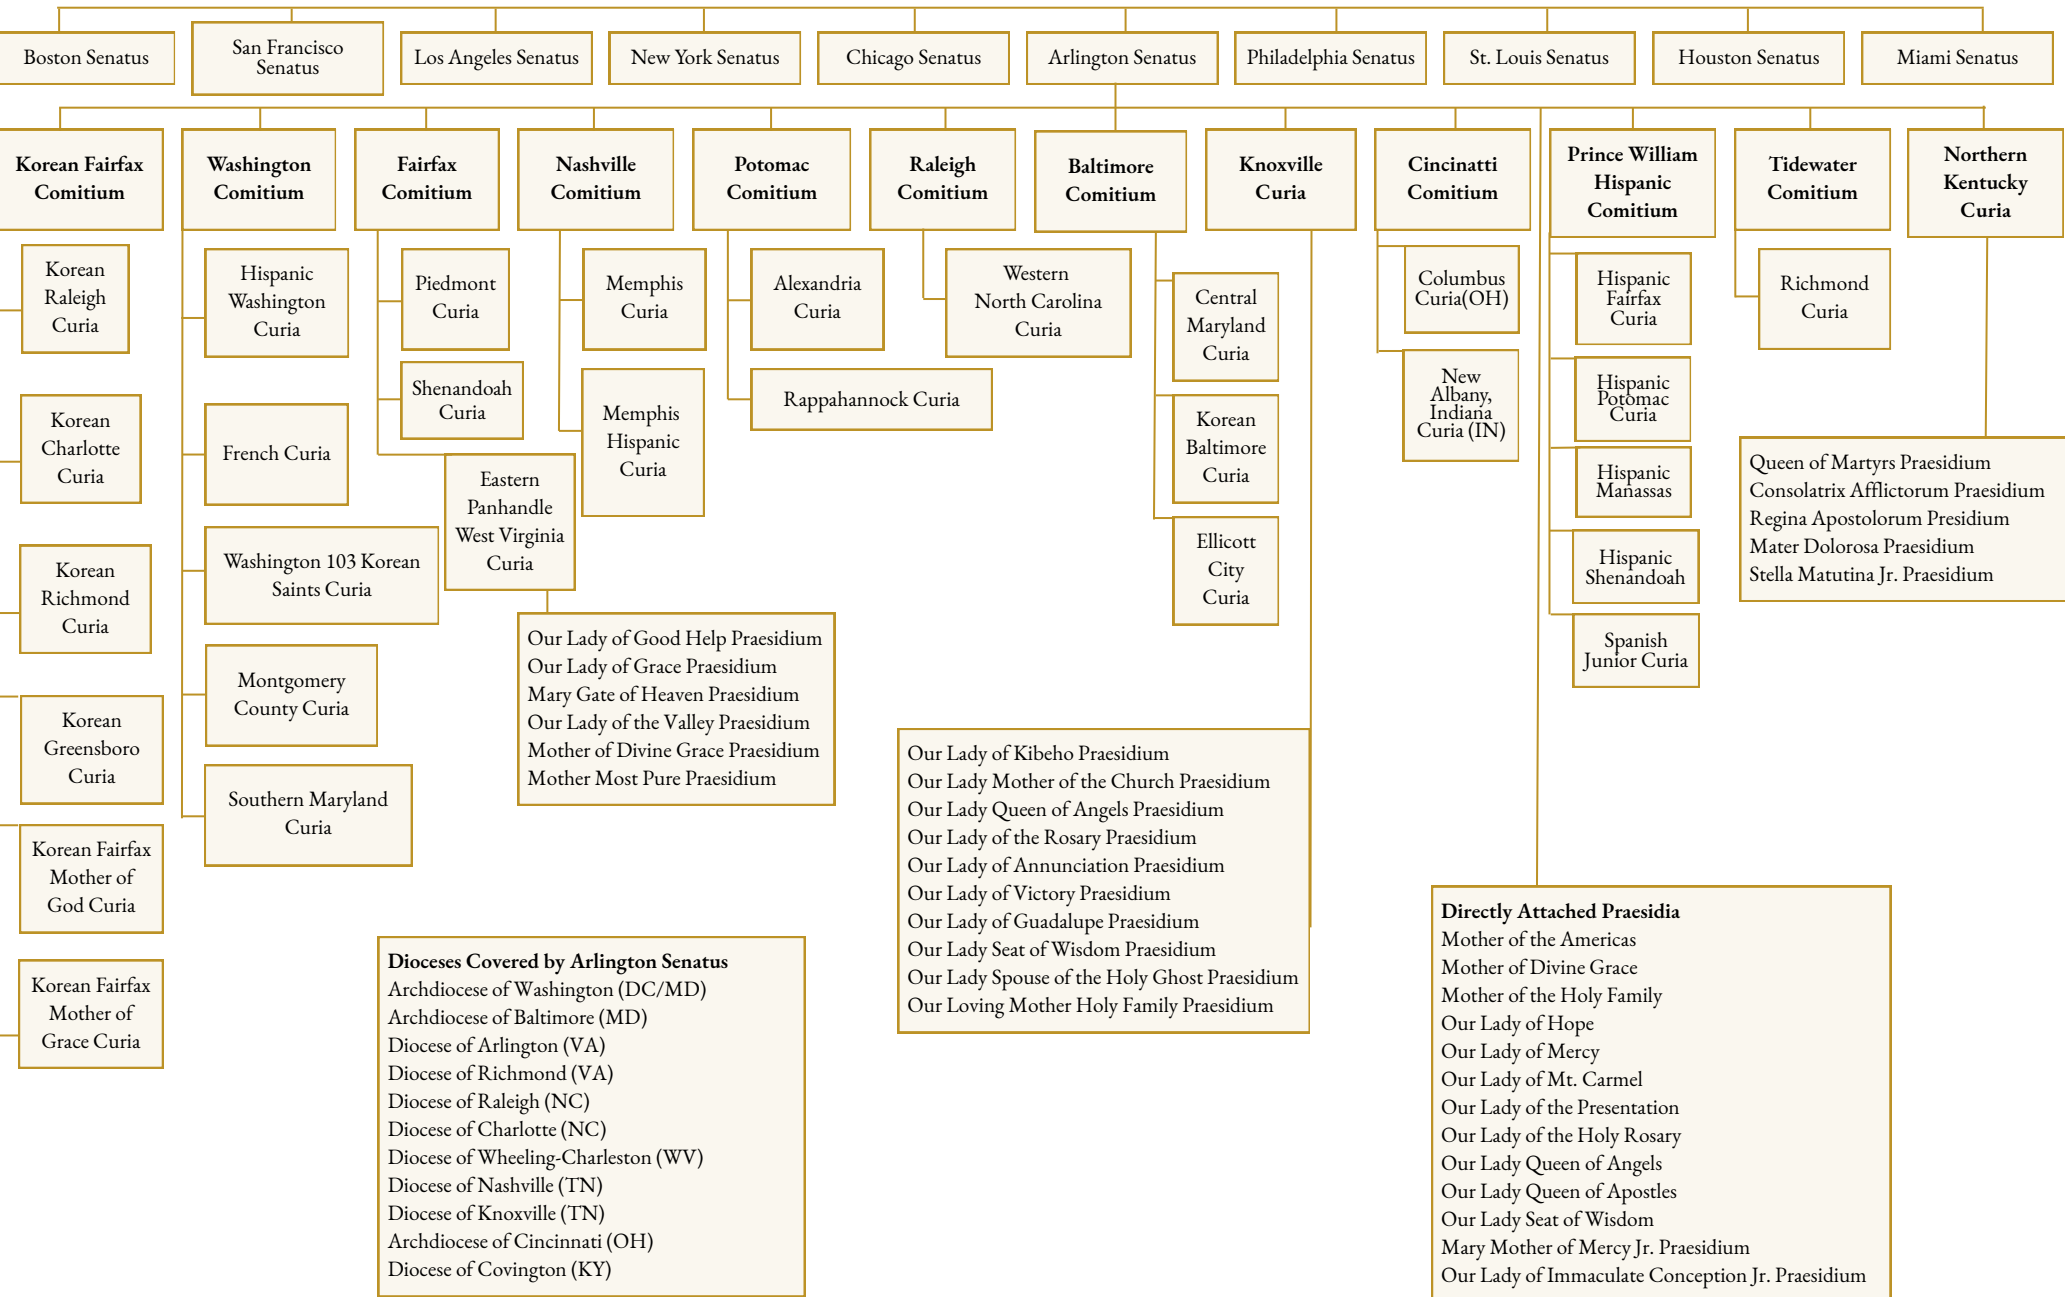 Boston Senatus
San Francisco
Senatus
Los Angeles Senatus
New York Senatus
Chicago Senatus
Arlington Senatus
Philadelphia Senatus
St. Louis Senatus
Houston Senatus
Miami Senatus
Korean Fairfax
Comitium
Washington
Comitium
Fairfax
Comitium
Nashville
Comitium
Potomac
Comitium
Raleigh
Comitium
Baltimore
Comitium
Knoxville
Curia
Cincinatti
Comitium
Prince William
Hispanic
Comitium
Tidewater
Comitium
Northern
Kentucky
Curia
Korean
Raleigh
Curia
Korean
Charlotte
Curia
Korean
Richmond
Curia
Korean
Greensboro
Curia
Korean Fairfax
Mother of
God Curia
Korean Fairfax
Mother of
Grace Curia
Hispanic
Washington
Curia
French Curia
Washington 103 Korean
Saints Curia
Montgomery
County Curia
Southern Maryland
Curia
Piedmont
Curia
Shenandoah
Curia
Eastern
Panhandle
West Virginia
Curia
Our Lady of Good Help Praesidium
Our Lady of Grace Praesidium
Mary Gate of Heaven Praesidium
Our Lady of the Valley Praesidium
Mother of Divine Grace Praesidium
Mother Most Pure Praesidium
Memphis
Curia
Memphis
Hispanic
Curia
Alexandria
Curia
Rappahannock Curia
Western
North Carolina
Curia
Central
Maryland
Curia
Korean
Baltimore
Curia
Ellicott
City
Curia
Our Lady of Kibeho Praesidium
Our Lady Mother of the Church Praesidium
Our Lady Queen of Angels Praesidium
Our Lady of the Rosary Praesidium
Our Lady of Annunciation Praesidium
Our Lady of Victory Praesidium
Our Lady of Guadalupe Praesidium
Our Lady Seat of Wisdom Praesidium
Our Lady Spouse of the Holy Ghost Praesidium
Our Loving Mother Holy Family Praesidium
Columbus
Curia(OH)
New
Albany,
Indiana
Curia (IN)
Hispanic
Fairfax
Curia
Hispanic
Potomac
Curia
Hispanic
Manassas
Hispanic
Shenandoah
Spanish
Junior Curia
Richmond
Curia
Queen of Martyrs Praesidium
Consolatrix Afflictorum Praesidium
Regina Apostolorum Presidium
Mater Dolorosa Praesidium
Stella Matutina Jr. Praesidium
Dioceses Covered by Arlington Senatus
Archdiocese of Washington (DC/MD)
Archdiocese of Baltimore (MD)
Diocese of Arlington (VA)
Diocese of Richmond (VA)
Diocese of Raleigh (NC)
Diocese of Charlotte (NC)
Diocese of Wheeling-Charleston (WV)
Diocese of Nashville (TN)
Diocese of Knoxville (TN)
Archdiocese of Cincinnati (OH)
Diocese of Covington (KY)
Directly Attached Praesidia
Mother of the Americas
Mother of Divine Grace
Mother of the Holy Family
Our Lady of Hope
Our Lady of Mercy
Our Lady of Mt. Carmel
Our Lady of the Presentation
Our Lady of the Holy Rosary
Our Lady Queen of Angels
Our Lady Queen of Apostles
Our Lady Seat of Wisdom
Mary Mother of Mercy Jr. Praesidium
Our Lady of Immaculate Conception Jr. Praesidium